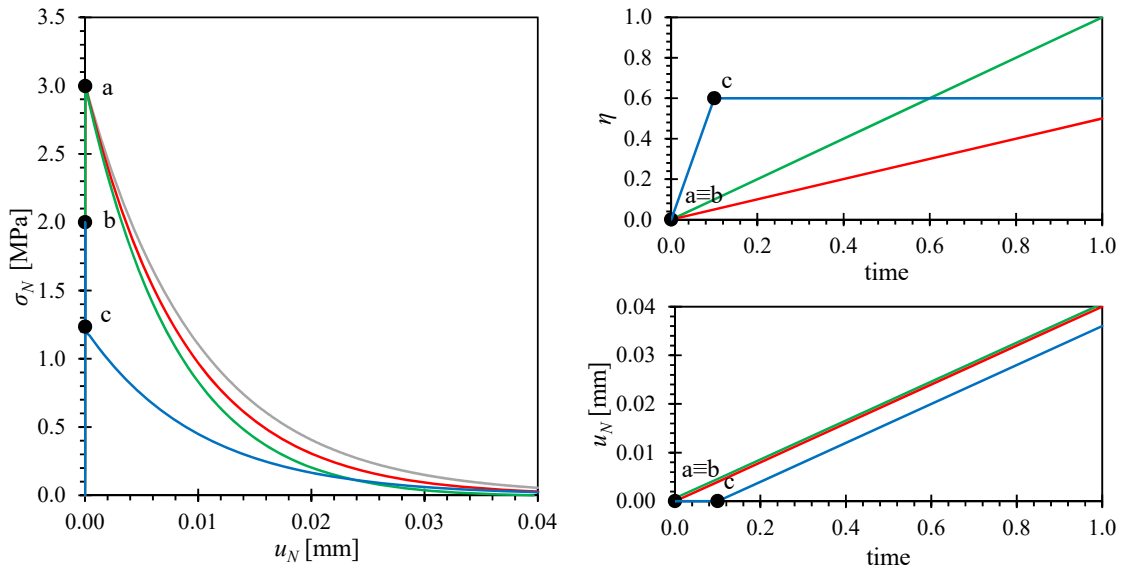 3.5
3.0
2.5
2.0
1.5
1.0
0.5
0.0
σN [MPa]
a
b
c
0.00 0.01 0.02 0.03 0.04
uN [mm]
1.0
0.8
0.6
0.4
0.2
0.0
η
c
a≡b
0.0 0.2 0.4 0.6 0.8 1.0
time
0.04
0.03
0.02
0.01
0.00
uN [mm]
a≡b
c
0.0 0.2 0.4 0.6 0.8 1.0
time